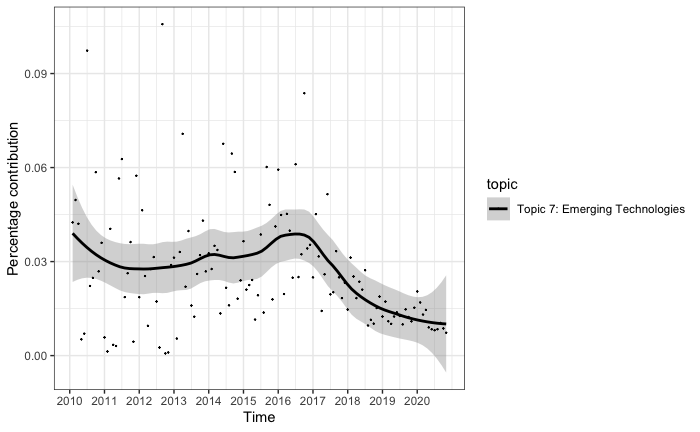 0.09
0.06
0.03
0.00
Percentage contribution
2010 2011 2012 2013 2014 2015 2016 2017 2018 2019 2020
Time
topic
Topic 7: Emerging Technologies